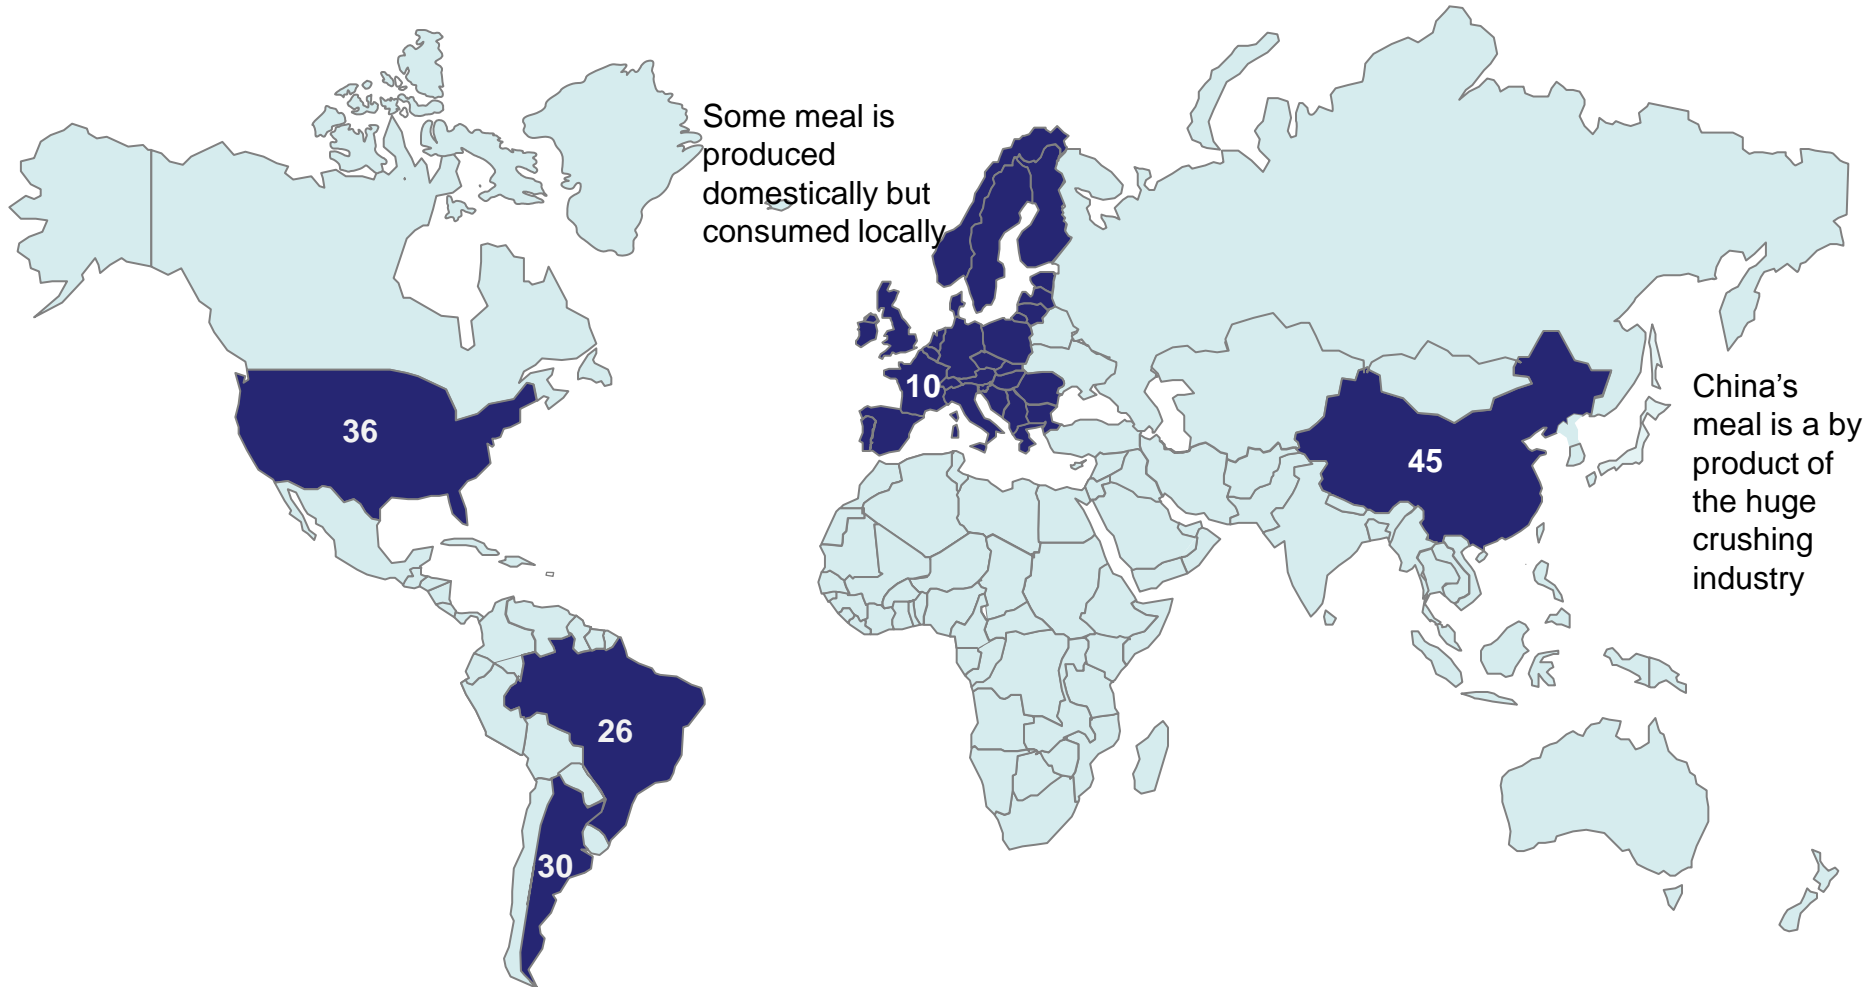 Some meal is
produced
domestically but
consumed locally
10
36
China’s
meal is a by
product of
the huge
crushing
industry
45
26
30